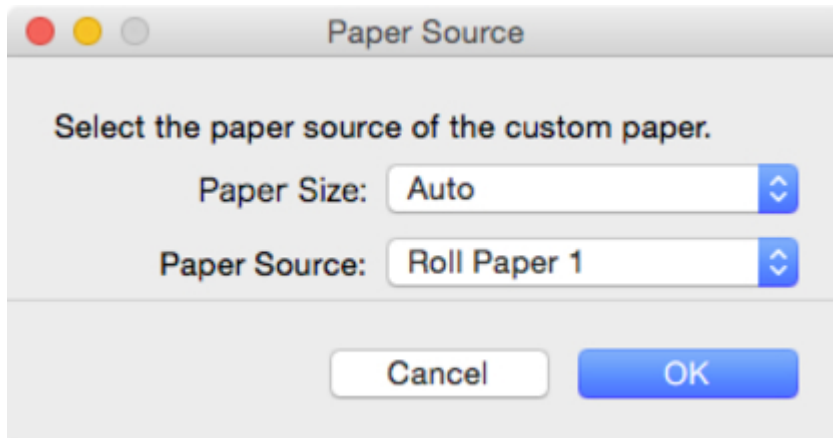 Paper Source
Select the paper source of the custom paper.
Paper Size: Auto
Paper Source: Roll Paper 1
Cancel OK